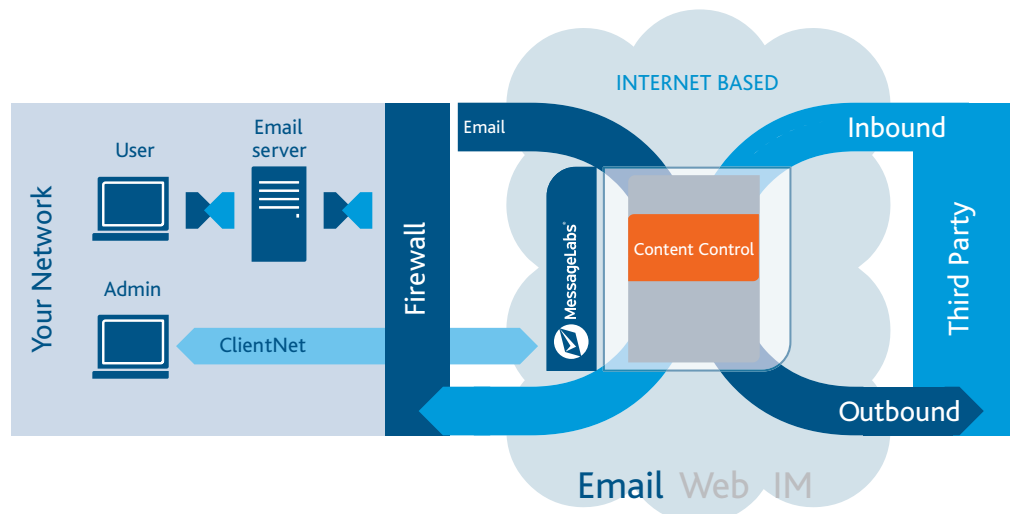 INTERNET BASED
Your Network
User
Email
server
Admin
ClientNet
Firewall
Email
MessageLabs®
Content Control
Inbound
Third Party
Outbound
Email Web IM